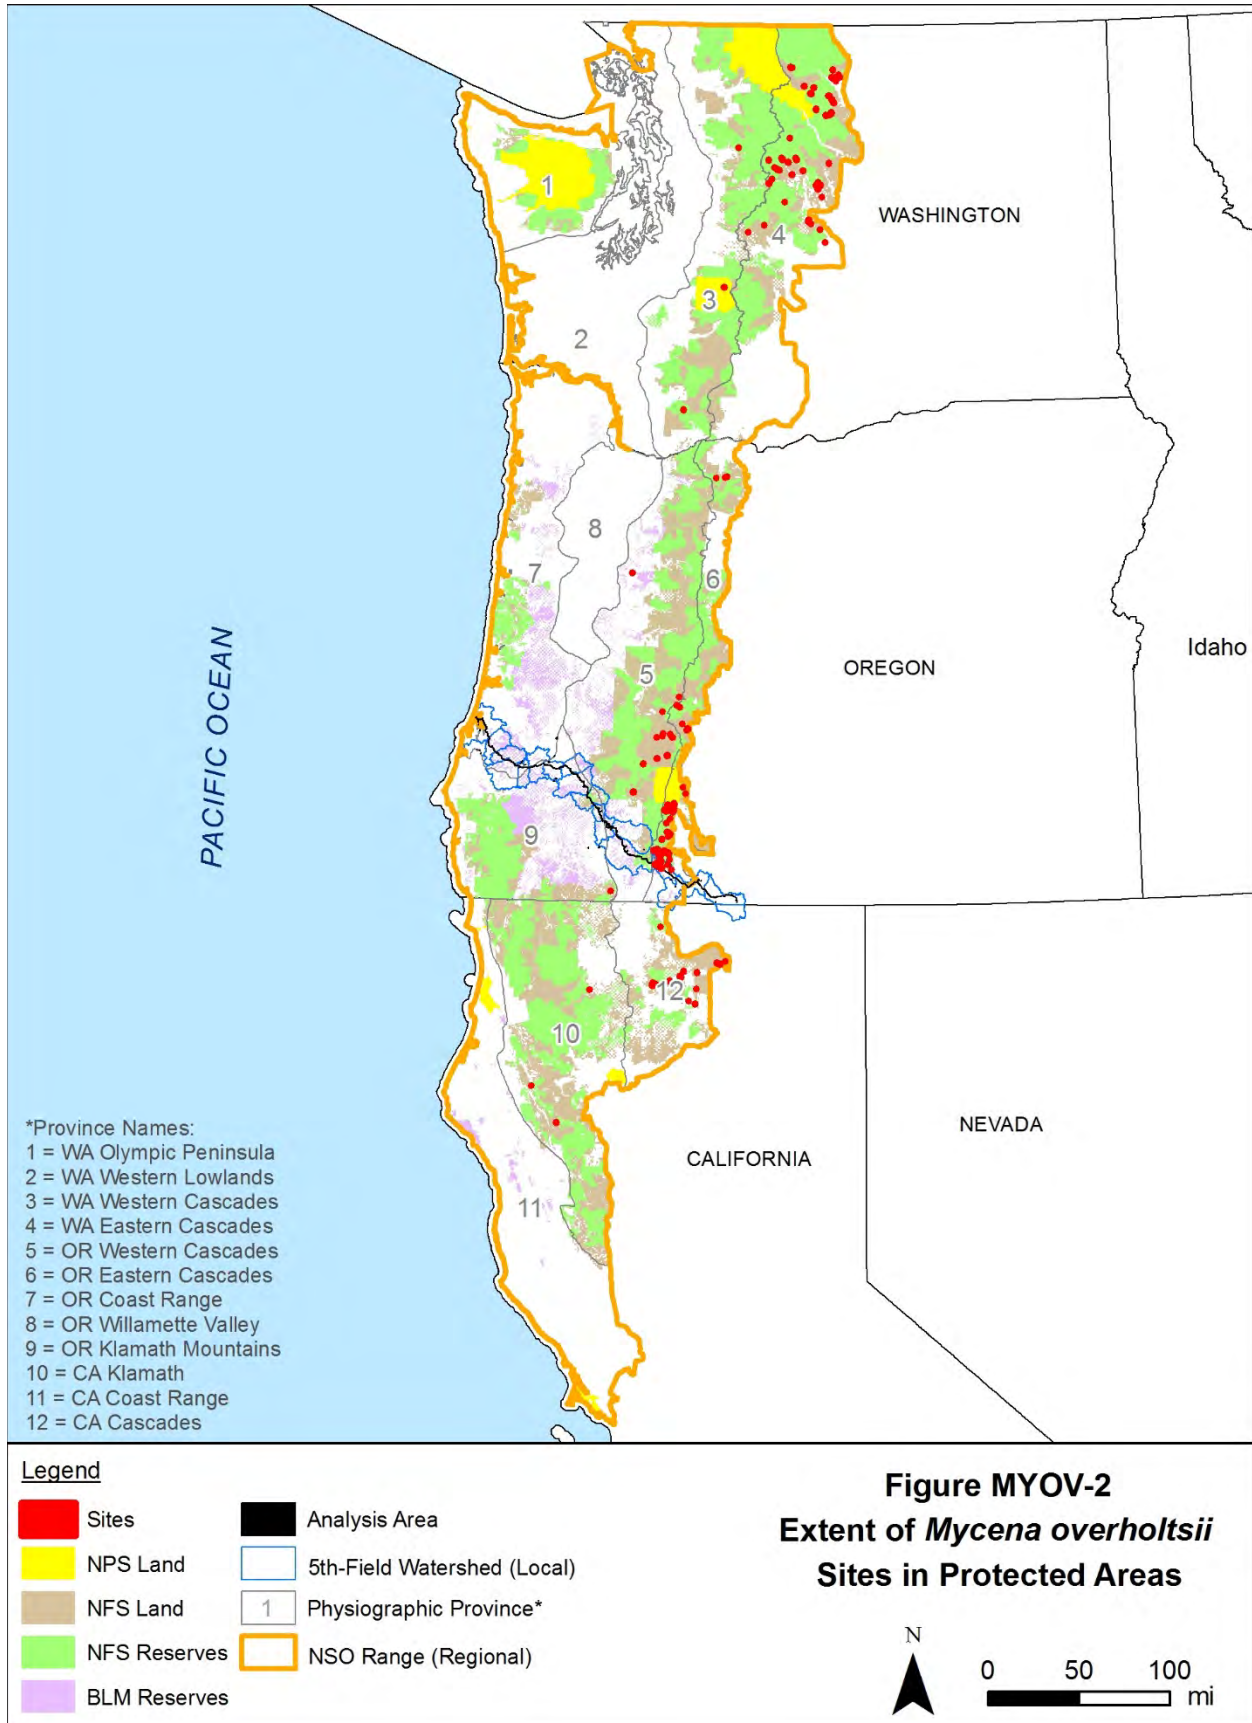 1
WASHINGTON
4
3
2
8
7
6
Idaho
5
OREGON
PACIFIC OCEAN
9
12
10
NEVADA
CALIFORNIA
11
*Province Names:
1 = WA Olympic Peninsula
2 = WA Western Lowlands
3 = WA Western Cascades
4 = WA Eastern Cascades
5 = OR Western Cascades
6 = OR Eastern Cascades
7 = OR Coast Range
8 = OR Willamette Valley
9 = OR Klamath Mountains
10 = CA Klamath
11 = CA Coast Range
12 = CA Cascades
Legend
Sites
NPS Land
NFS Land
NFS Reserves
BLM Reserves
Analysis Area
5th-Field Watershed (Local)
1 Physiographic Province*
NSO Range (Regional)
Figure MYOV-2
Extent of Mycena overholtsii
Sites in Protected Areas
N
0 50 100
mi